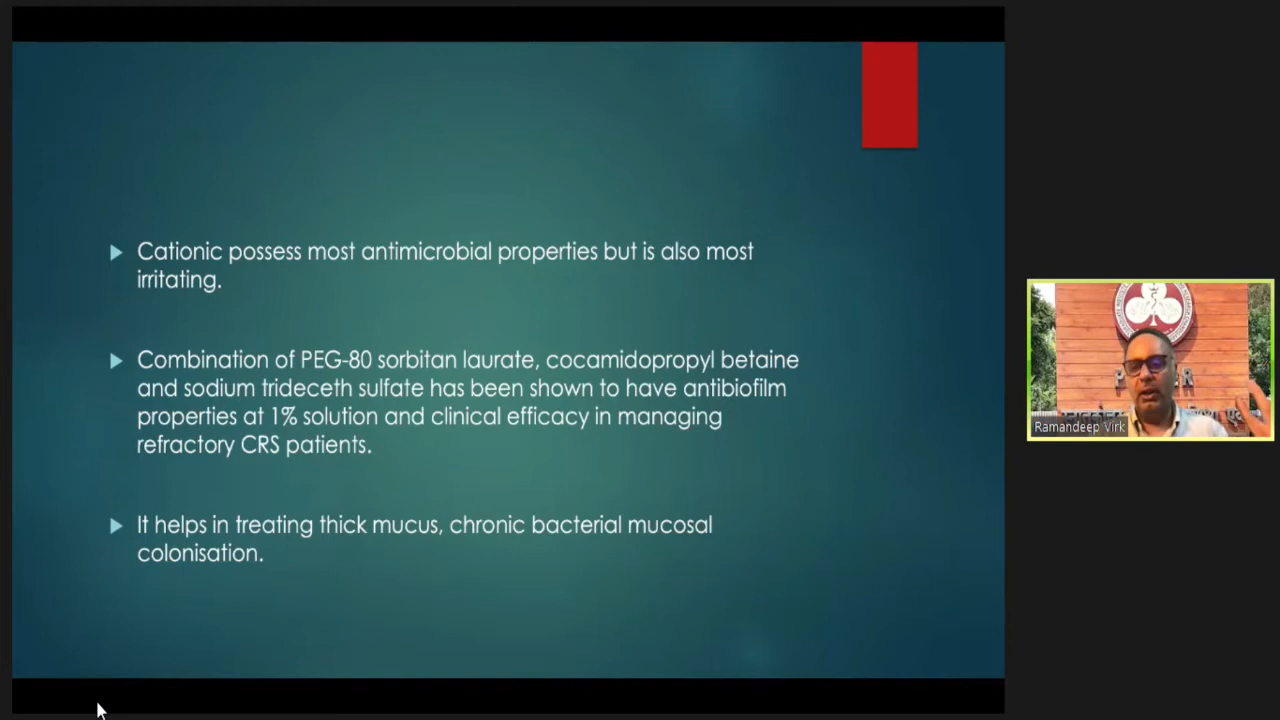 Cationic possess most antimicrobial properties but is also most
irritating.
Combination of PEG-80 sorbitan laurate, cocamidopropyl betaine
and sodium trideceth sulfate has been shown to have antibiofilm
properties at 1% solution and clinical efficacy in managing
refractory CRS patients.
It helps in treating thick mucus, chronic bacterial mucosal
colonisation.
Ramandeep Virk